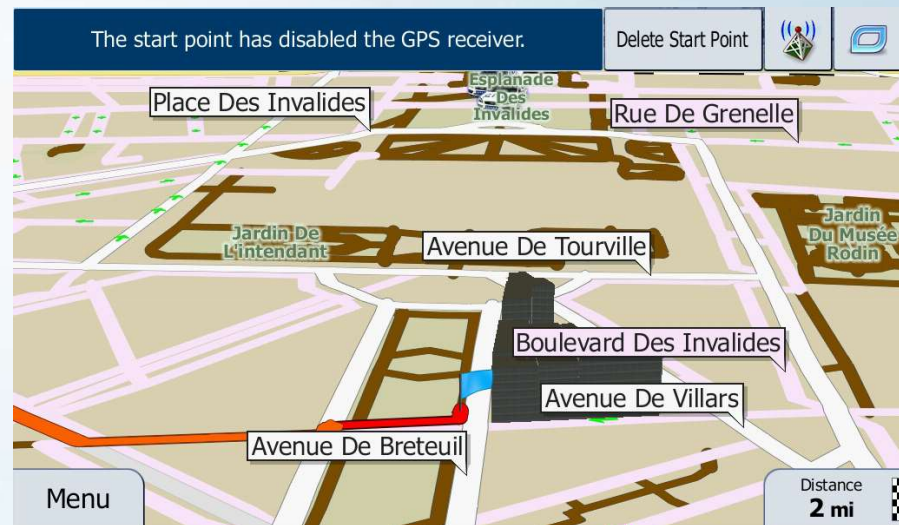 The start point has disabled the GPS receiver.
Delete Start Point
Esplanade
Des
Invalides
Place Des Invalides
Rue De Grenelle
Jardin De
L'intendant
Jardin
Du Musée
Rodin
Avenue De Tourville
Boulevard Des Invalides
Avenue De Villars
Avenue De Breteuil
Menu
Distance
2 mi